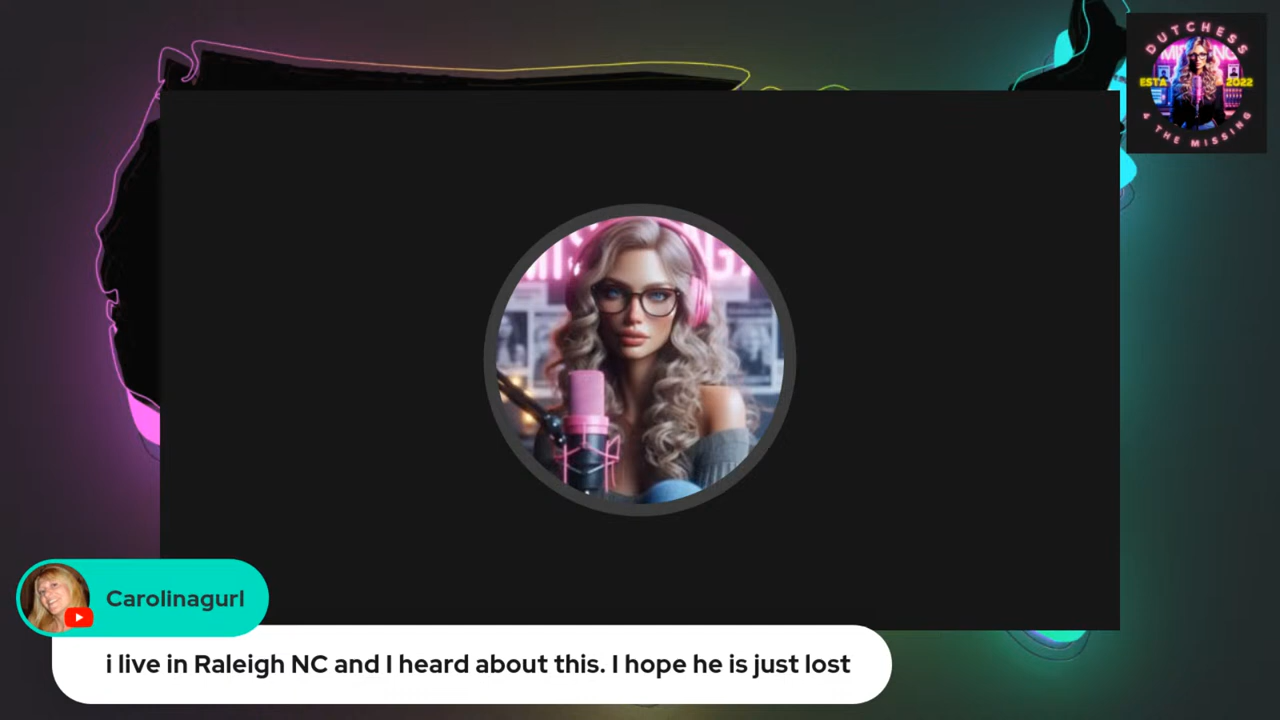 DUTCHESS
ESTA
2022
& THE MISSING
Carolinagurl
i live in Raleigh NC and I heard about this. I hope he is just lost